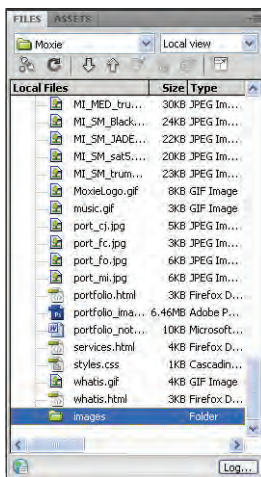 FILES ASSETS
Moxie Local view
Local Files Size Type
MI_MED_tru... 30KB JPEG Im...
MI_SM_Black... 24KB JPEG Im...
MI_SM_JADE... 22KB JPEG Im...
MI_SM_sat5.... 20KB JPEG Im...
MI_SM_trum... 23KB JPEG Im...
MoxieLogo.gif 8KB GIF Image
music.gif 3KB GIF Image
port_cj.jpg 5KB JPEG Im...
port_fc.jpg 3KB JPEG Im...
port_fo.jpg 6KB JPEG Im...
port_mi.jpg 6KB JPEG Im...
portfolio.html 3KB Firefox D...
portfolio_ima... 6.46MB Adobe P...
portfolio_not... 10KB Microsoft...
services.html 4KB Firefox D...
styles.css 1KB Cascadin...
whatis.gif 4KB GIF Image
whatis.html 3KB Firefox D...
images Folder
Log...